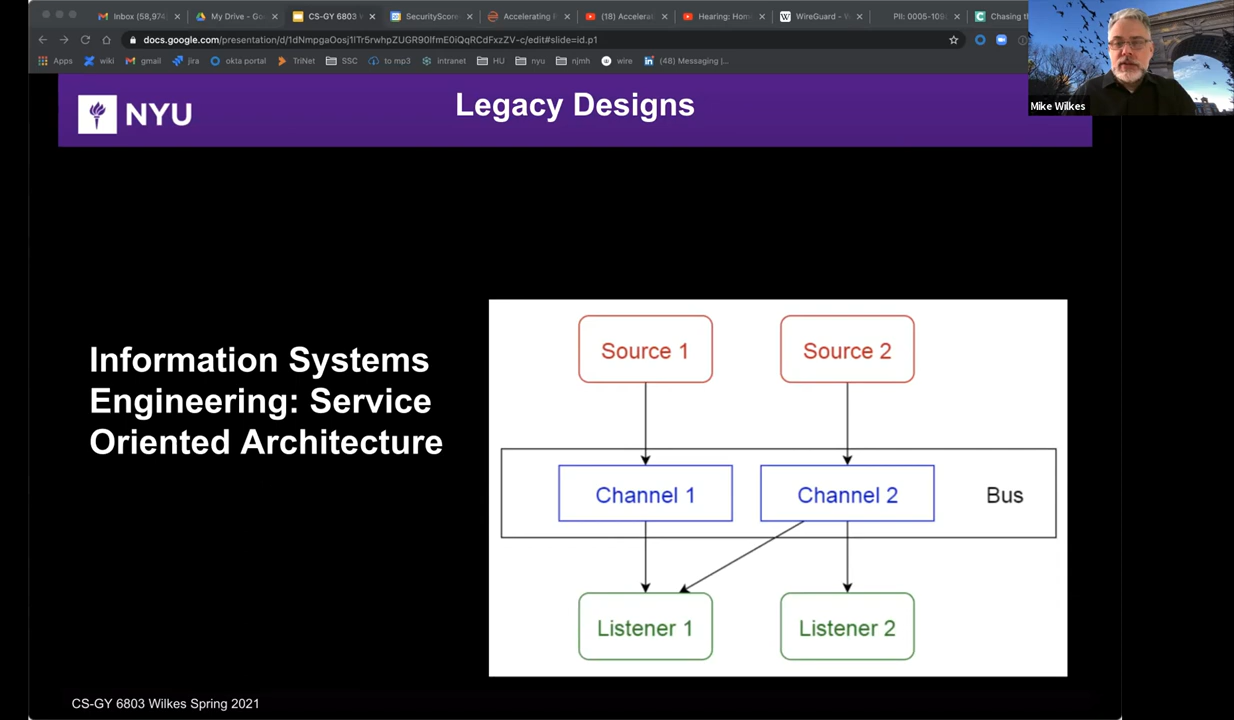 Inbox (58,974)
My Drive - Go
CS-GY 6803
SecurityScore
Accelerating
(18) Accelera
Hearing: Hom
WireGuard -
PII: 0005-109
Chasing th
docs.google.com/presentation/d/1dNmpgaOosj1lTr5rwhpZUGR90lfmE0iQqRCdFxzZV-c/edit#slide=id.p1
Apps wiki gmail jira okta portal TriNet SSC to mp3 intranet HU nyu njmh wire (48) Messaging |...
Mike Wilkes
NYU
Legacy Designs
Information Systems
Engineering: Service
Oriented Architecture
Source 1 Source 2
Channel 1 Channel 2 Bus
Listener 1 Listener 2
CS-GY 6803 Wilkes Spring 2021